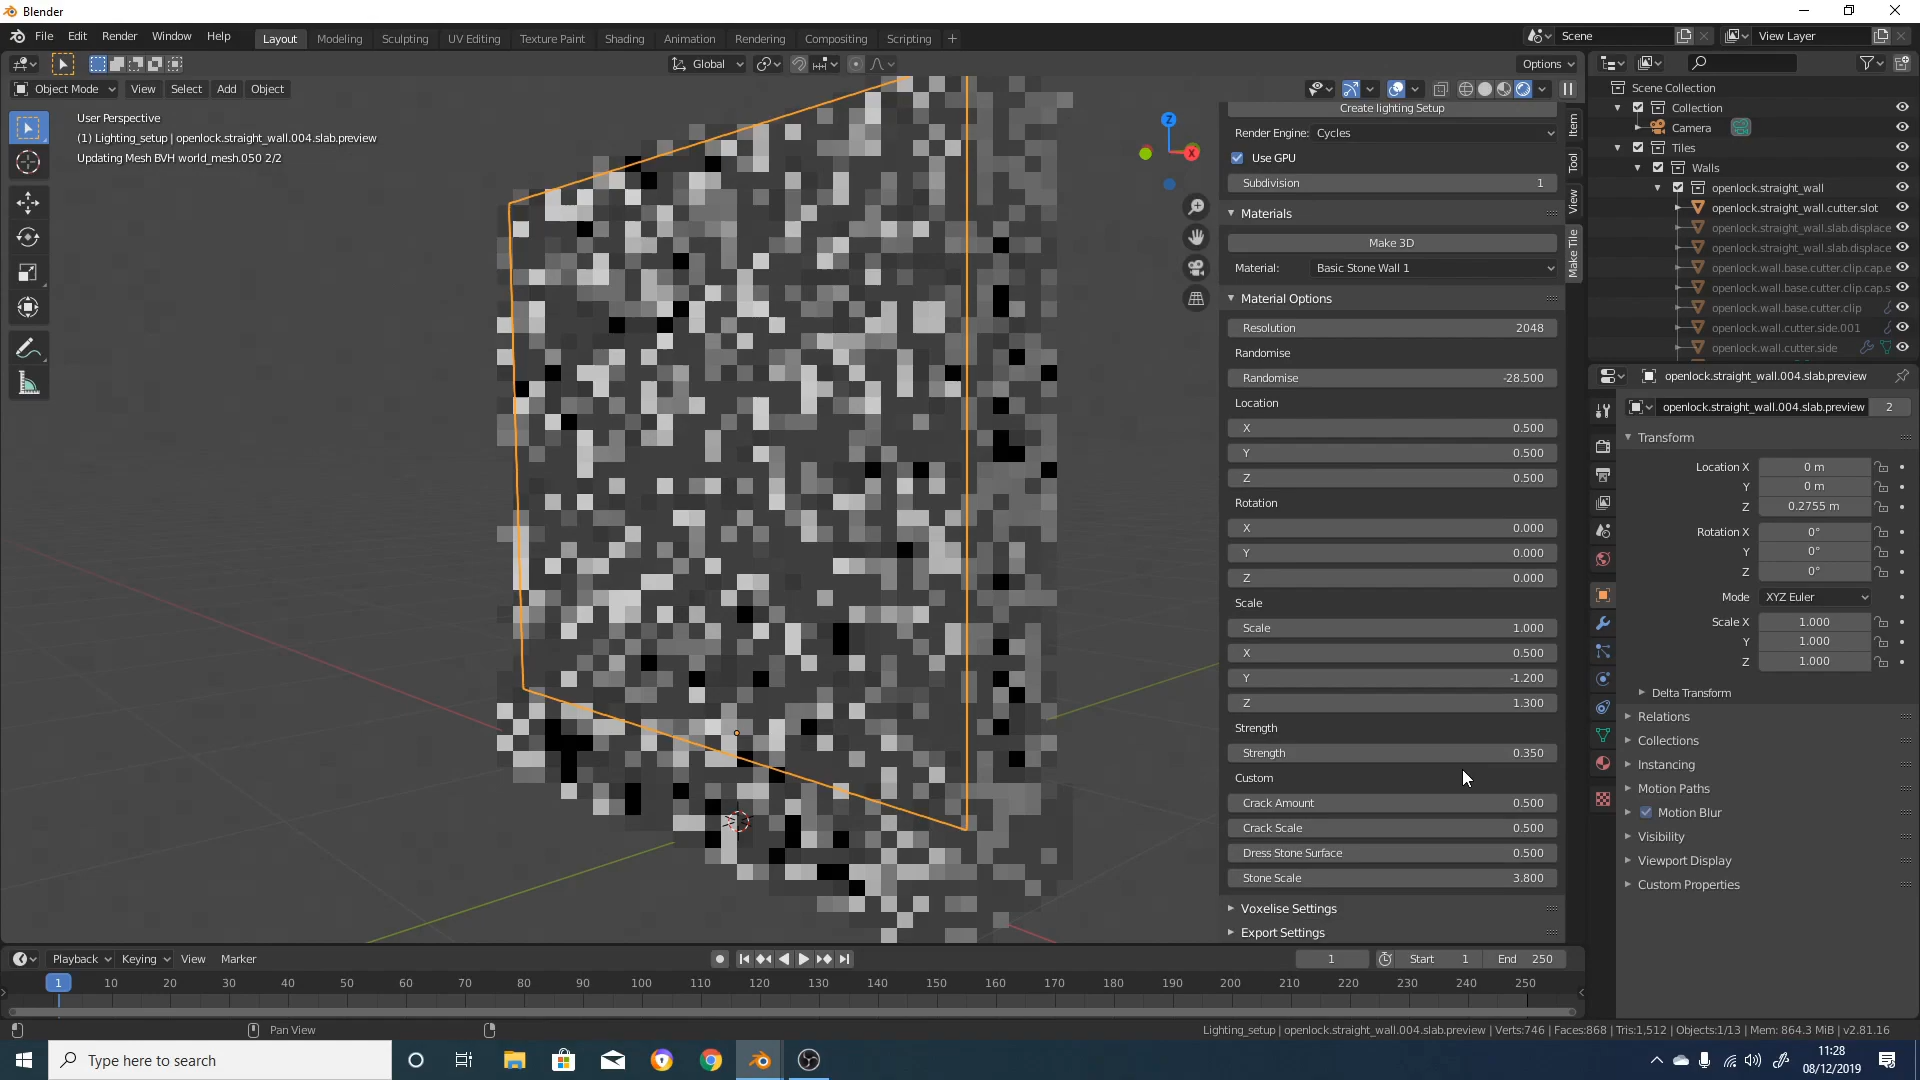 Blender
File Edit Render Window Help
Layout Modeling Sculpting UV Editing Texture Paint Shading Animation Rendering Compositing Scripting +
Scene View Layer
Global Options
Object Mode View Select Add Object
User Perspective
(1) Lighting_setup | openlock.straight_wall.004.slab.preview
Updating Mesh BVH world_mesh.050 2/2
Z
X
Create lighting Setup
Render Engine: Cycles
Use GPU
Subdivision 1
Materials
Make 3D
Material: Basic Stone Wall 1
Material Options
Resolution 2048
Randomise
Randomise -28.500
Location
X 0.500
Y 0.500
Z 0.500
Rotation
X 0.000
Y 0.000
Z 0.000
Scale
Scale 1.000
X 0.500
Y -1.200
Z 1.300
Strength
Strength 0.350
Custom
Crack Amount 0.500
Crack Scale 0.500
Dress Stone Surface 0.500
Stone Scale 3.800
Voxelise Settings
Export Settings
Item
Tool
View
Make Tile
Scene Collection
Collection
Camera
Tiles
Walls
openlock.straight_wall
openlock.straight_wall.cutter.slot
openlock.straight_wall.slab.displace
openlock.straight_wall.slab.displace
openlock.wall.base.cutter.clip.cap.e
openlock.wall.base.cutter.clip.cap.s
openlock.wall.base.cutter.clip
openlock.wall.cutter.side.001
openlock.wall.cutter.side
openlock.straight_wall.004.slab.preview
openlock.straight_wall.004.slab.preview 2
Transform
Location X 0 m
Y 0 m
Z 0.2755 m
Rotation X 0°
Y 0°
Z 0°
Mode XYZ Euler
Scale X 1.000
Y 1.000
Z 1.000
Delta Transform
Relations
Collections
Instancing
Motion Paths
Motion Blur
Visibility
Viewport Display
Custom Properties
Playback Keying View Marker
1 Start 1 End 250
1 10 20 30 40 50 60 70 80 90 100 110 120 130 140 150 160 170 180 190 200 210 220 230 240 250
Pan View
Lighting_setup | openlock.straight_wall.004.slab.preview | Verts:746 | Faces:868 | Tris:1,512 | Objects:1/13 | Mem: 864.3 MiB | v2.81.16
Type here to search
11:28
08/12/2019